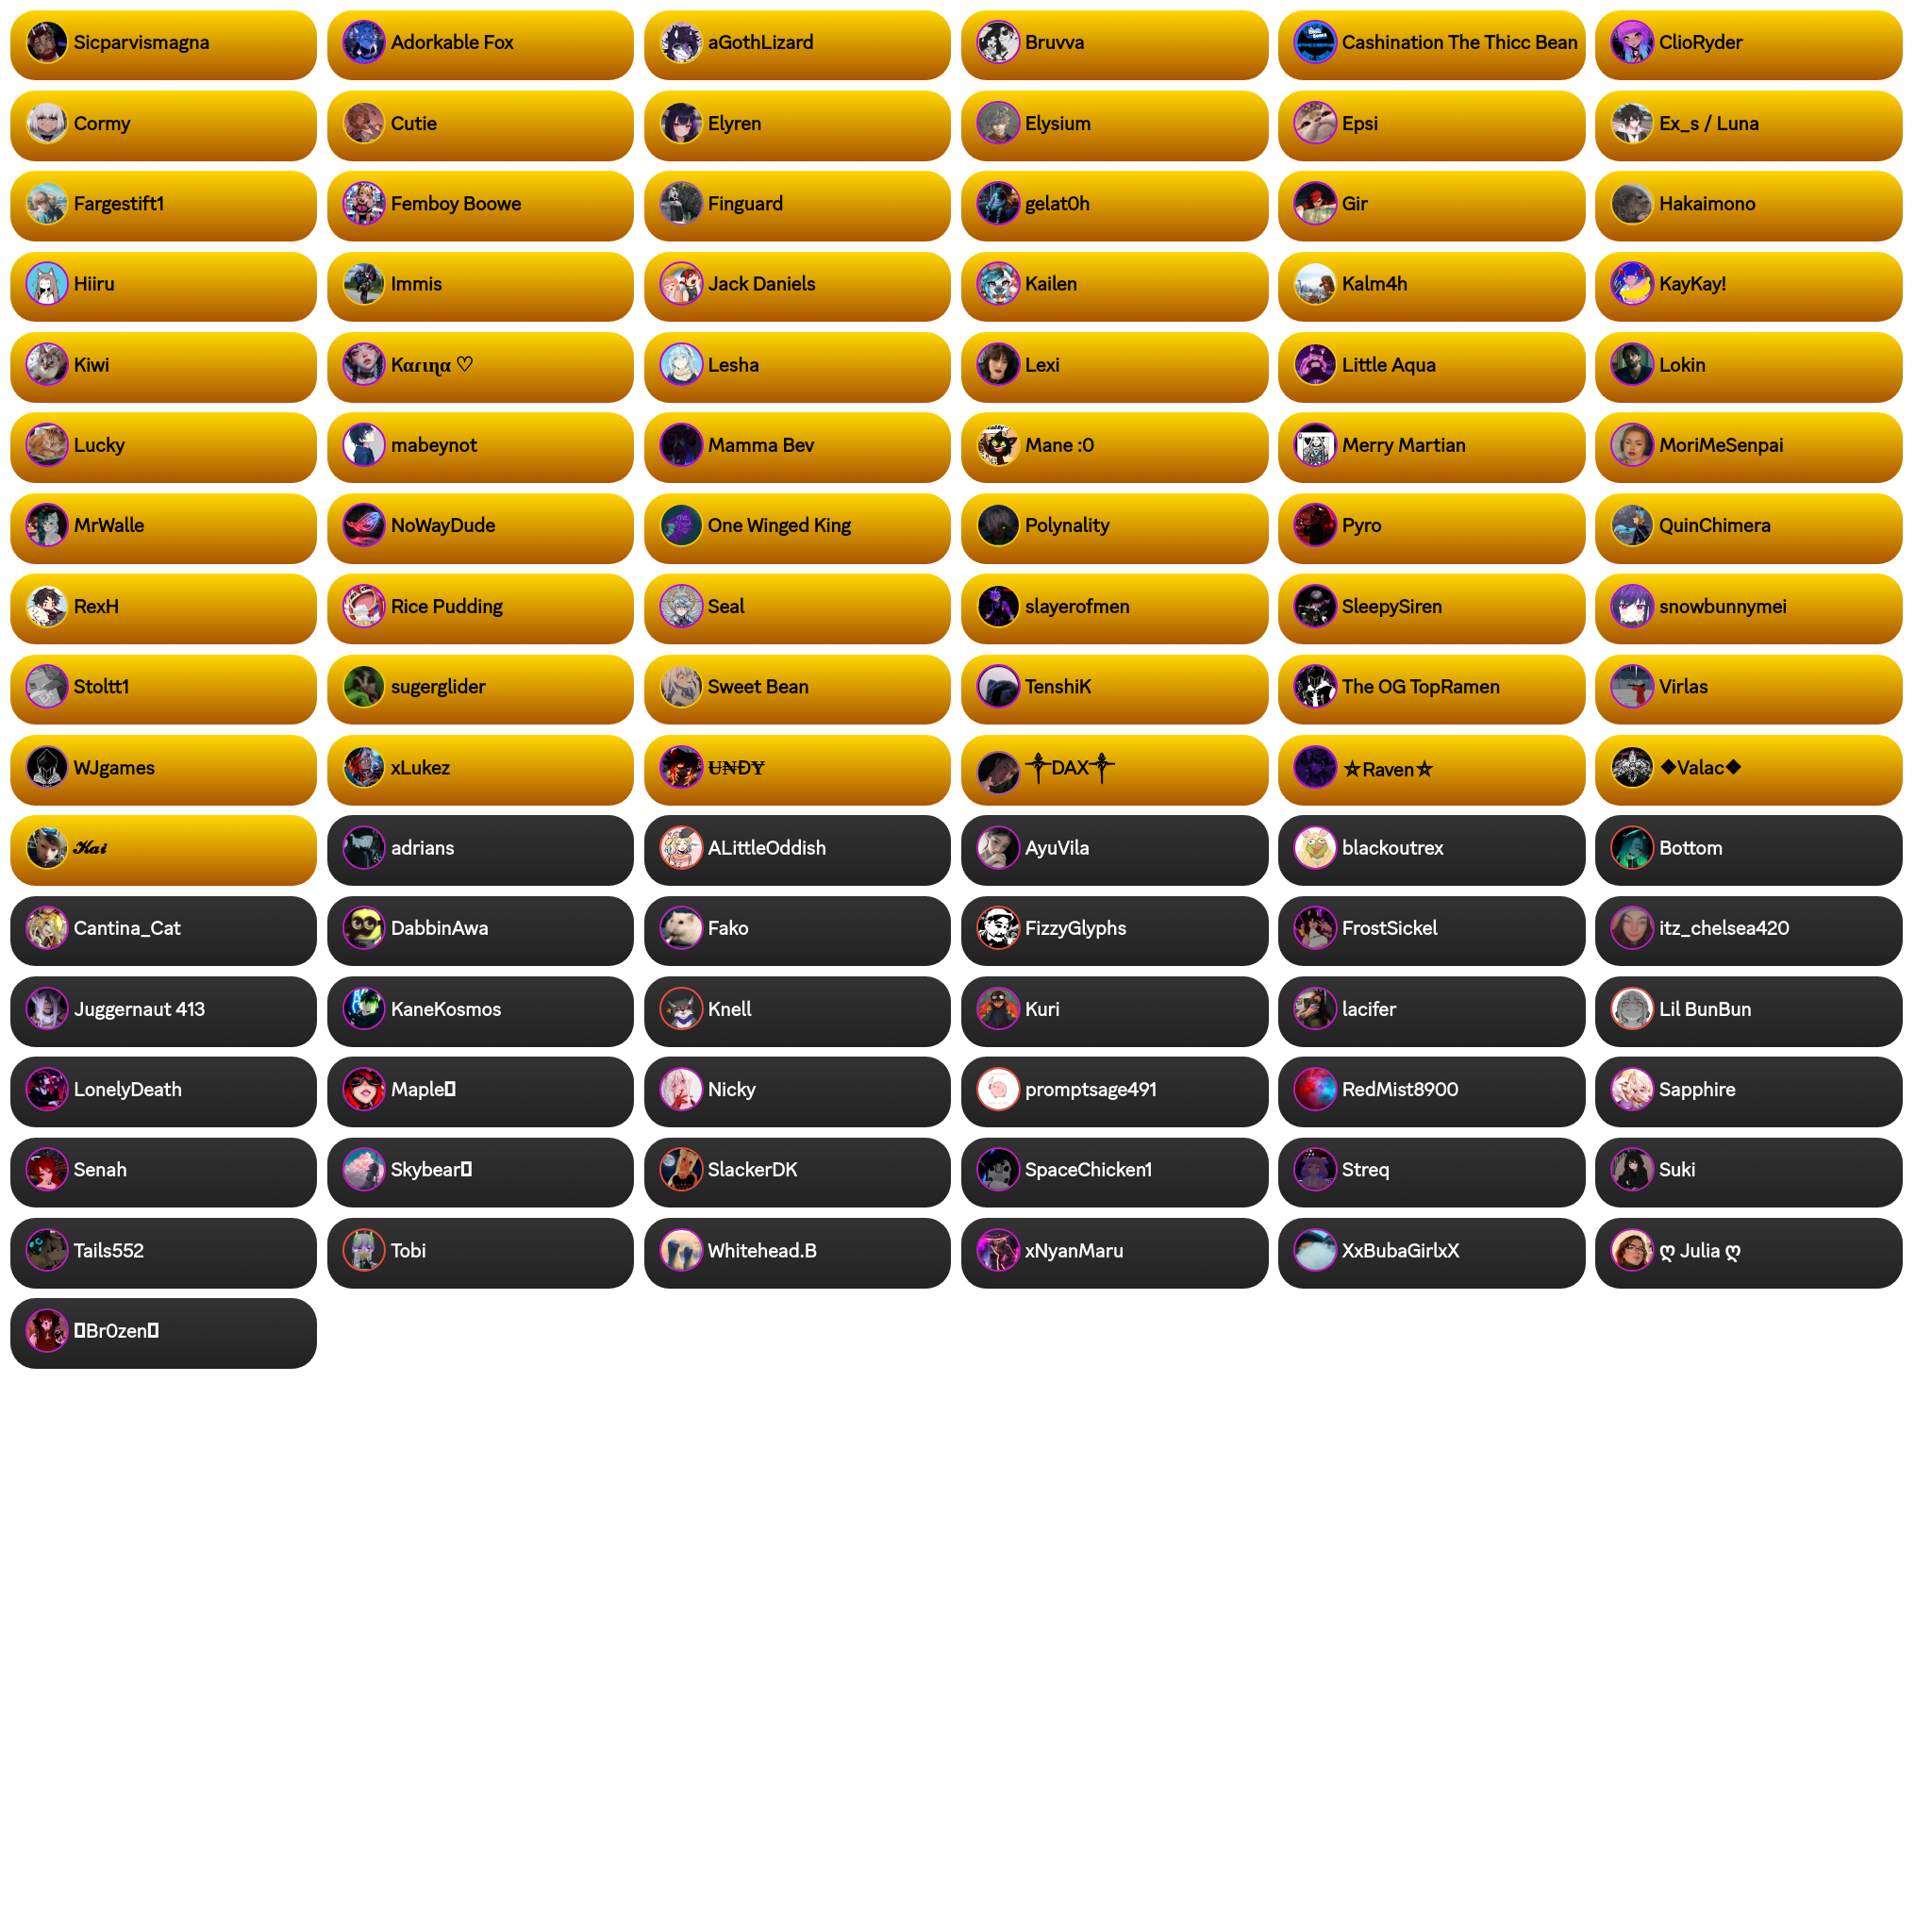 Sicparvismagna
Adorkable Fox
aGothLizard
Bruvva
Cashination The Thicc Bean
ClioRyder
Cormy
Cutie
Elyren
Elysium
Epsi
Ex_s / Luna
Fargestift1
Femboy Boowe
Finguard
gelat0h
Gir
Hakaimono
Hiiru
Immis
Jack Daniels
Kailen
Kalm4h
KayKay!
Kiwi
Kαɾιɳα ♡
Lesha
Lexi
Little Aqua
Lokin
Lucky
mabeynot
Mamma Bev
Mane :0
Merry Martian
MoriMeSenpai
MrWalle
NoWayDude
One Winged King
Polynality
Pyro
QuinChimera
RexH
Rice Pudding
Seal
slayerofmen
SleepySiren
snowbunnymei
Stoltt1
sugerglider
Sweet Bean
TenshiK
The OG TopRamen
Virlas
WJgames
xLukez
U̶₦ĐɎ
༒DAX༒
⛤Raven⛤
❖Valac❖
𝓚𝓪𝓲
adrians
ALittleOddish
AyuVila
blackoutrex
Bottom
Cantina_Cat
DabbinAwa
Fako
FizzyGlyphs
FrostSickel
itz_chelsea420
Juggernaut 413
KaneKosmos
Knell
Kuri
lacifer
Lil BunBun
LonelyDeath
Maple▯
Nicky
promptsage491
RedMist8900
Sapphire
Senah
Skybear▯
SlackerDK
SpaceChicken1
Streq
Suki
Tails552
Tobi
Whitehead.B
xNyanMaru
XxBubaGirlxX
ღ Julia ღ
▯Br0zen▯